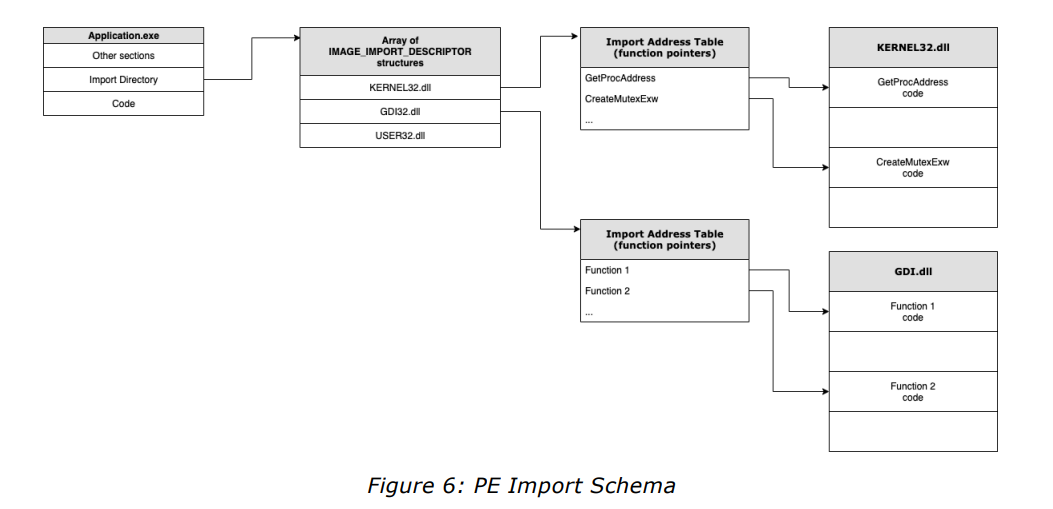 Application.exe
Other sections
Import Directory
Code
Array of
IMAGE_IMPORT_DESCRIPTOR
structures
KERNEL32.dll
GDI32.dll
USER32.dll
Import Address Table
(function pointers)
GetProcAddress
CreateMutexExw
...
KERNEL32.dll
GetProcAddress
code
CreateMutexExw
code
Import Address Table
(function pointers)
Function 1
Function 2
...
GDI.dll
Function 1
code
Function 2
code
Figure 6: PE Import Schema